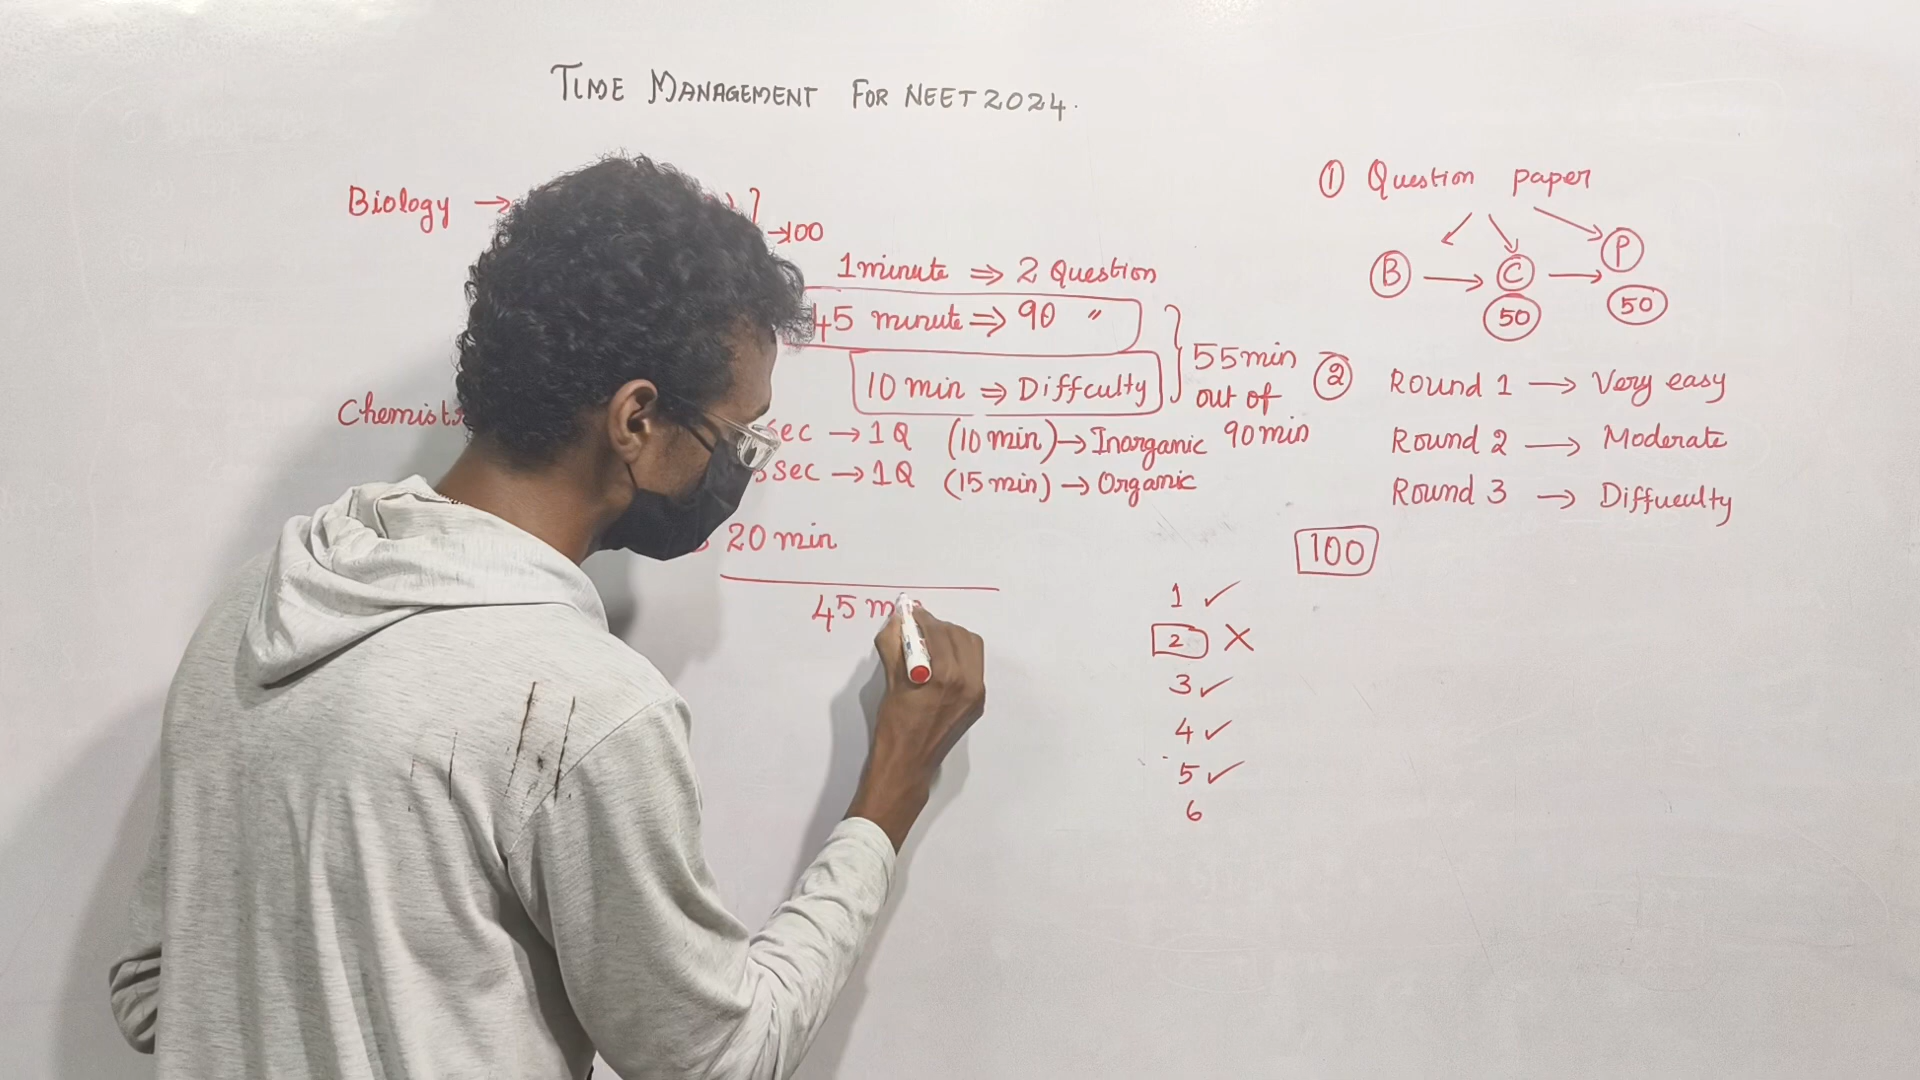 TIME MANAGEMENT FOR NEET 2024.
Biology →
→100
1 minute ⇒ 2 Question
45 minute ⇒ 90 "
10 min ⇒ Diffculty
55 min
out of
90 min
Chemist
sec → 1Q (10 min) → Inorganic
sec → 1Q (15 min) → Organic
20 min
45 m
① Question paper
B → C → P
50 50
② Round 1 → Very easy
Round 2 → Moderate
Round 3 → Diffuculty
100
1 ✓
2 ✗
3 ✓
4 ✓
5 ✓
6